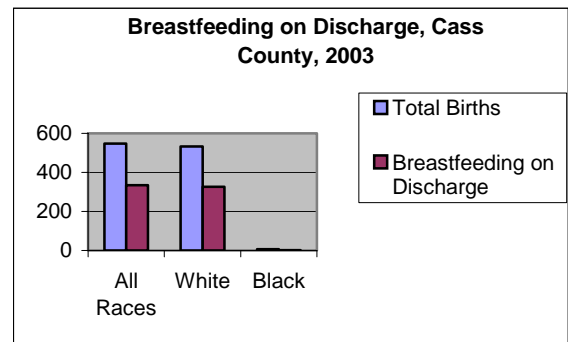 Breastfeeding on Discharge, Cass
County, 2003
Total Births
Breastfeeding on
Discharge
600
400
200
0
All
Races
White
Black